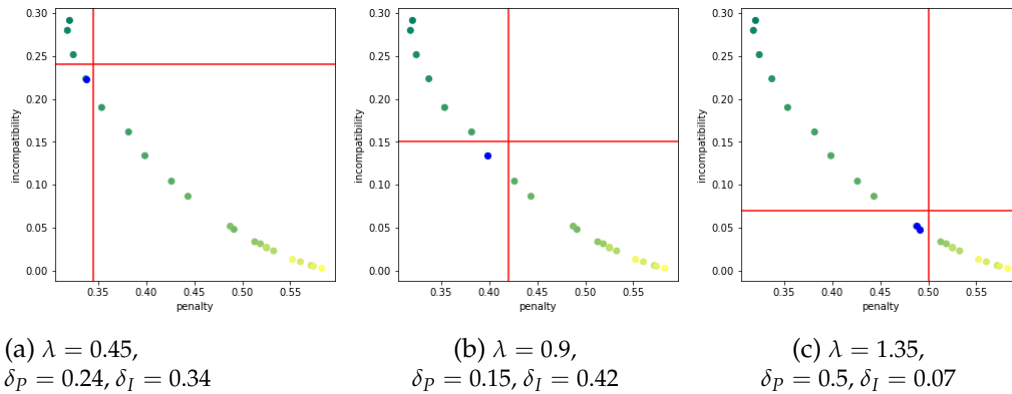 0.30
0.25
0.20
0.15
0.10
0.05
0.00
incompatibility
0.35 0.40 0.45 0.50 0.55
penalty
(a) λ = 0.45,
δ_P = 0.24, δ_I = 0.34
0.30
0.25
0.20
0.15
0.10
0.05
0.00
incompatibility
0.35 0.40 0.45 0.50 0.55
penalty
(b) λ = 0.9,
δ_P = 0.15, δ_I = 0.42
0.30
0.25
0.20
0.15
0.10
0.05
0.00
incompatibility
0.35 0.40 0.45 0.50 0.55
penalty
(c) λ = 1.35,
δ_P = 0.5, δ_I = 0.07